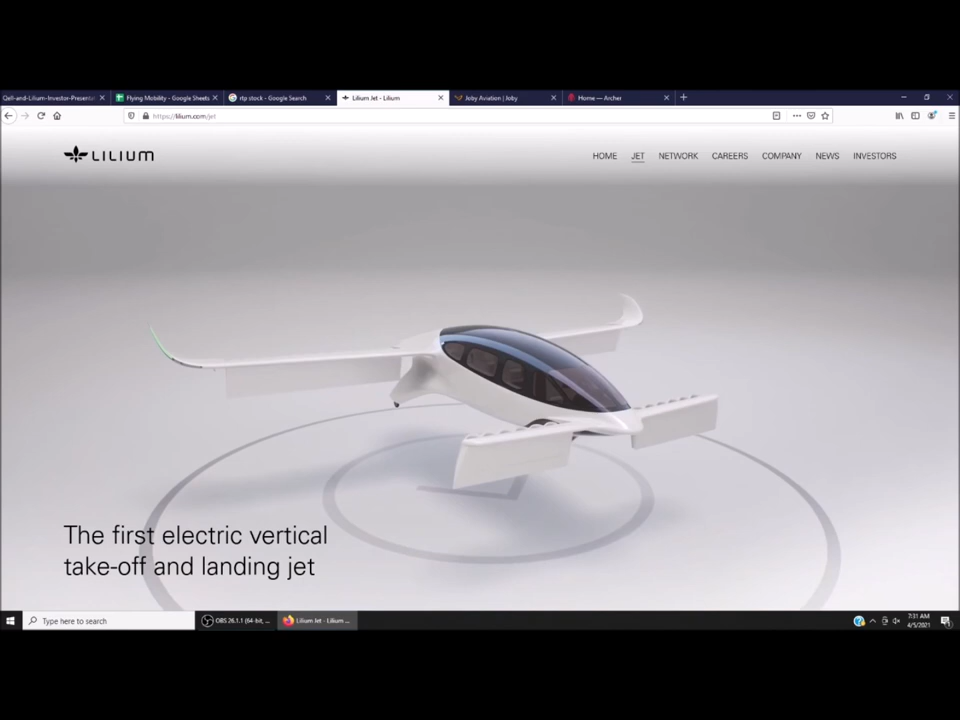 Qell-and-Lilium-Investor-Presentat
Flying Mobility - Google Sheets
rtp stock - Google Search
Lilium Jet - Lilium
Joby Aviation | Joby
Home — Archer
https://lilium.com/jet
LILIUM
HOME JET NETWORK CAREERS COMPANY NEWS INVESTORS
The first electric vertical
take-off and landing jet
Type here to search
OBS 26.1.1 (64-bit, ...
Lilium Jet - Lilium ...
7:31 AM
4/5/2021